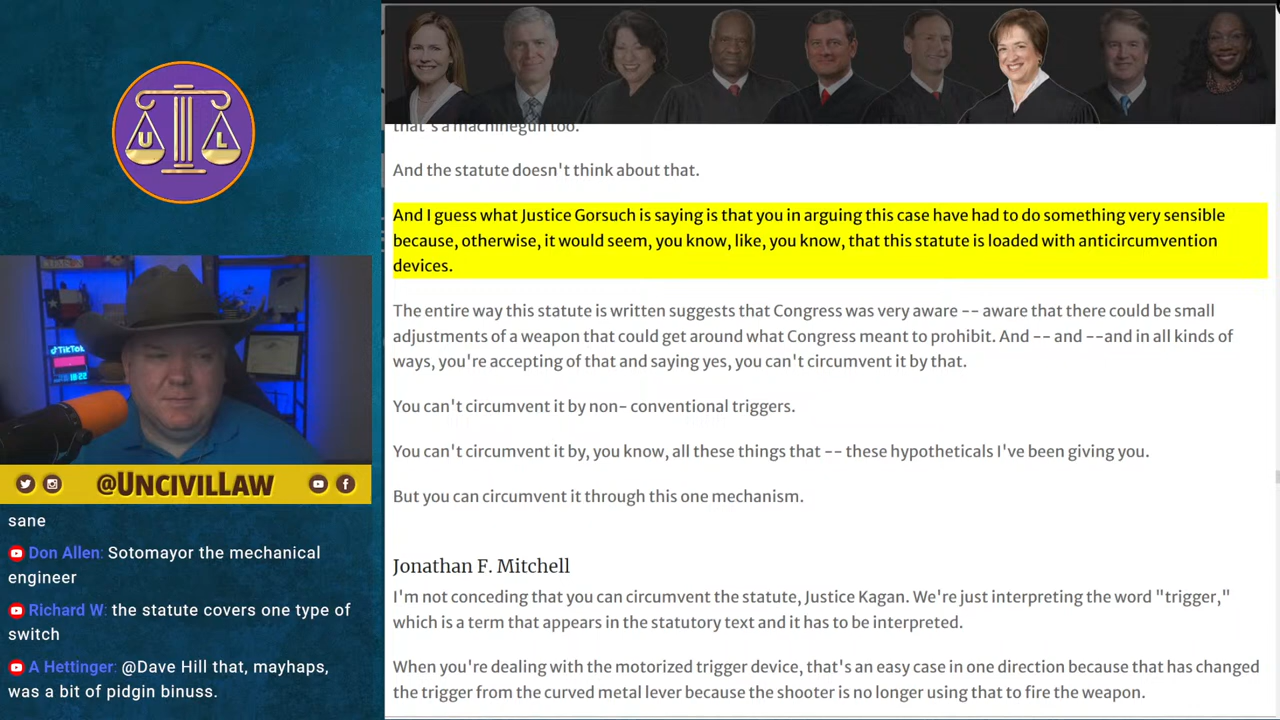 U L
that's a machinegun too.
And the statute doesn't think about that.
And I guess what Justice Gorsuch is saying is that you in arguing this case have had to do something very sensible
because, otherwise, it would seem, you know, like, you know, that this statute is loaded with anticircumvention
devices.
The entire way this statute is written suggests that Congress was very aware -- aware that there could be small
adjustments of a weapon that could get around what Congress meant to prohibit. And -- and --and in all kinds of
ways, you're accepting of that and saying yes, you can't circumvent it by that.
You can't circumvent it by non- conventional triggers.
You can't circumvent it by, you know, all these things that -- these hypotheticals I've been giving you.
But you can circumvent it through this one mechanism.
Jonathan F. Mitchell
I'm not conceding that you can circumvent the statute, Justice Kagan. We're just interpreting the word "trigger,"
which is a term that appears in the statutory text and it has to be interpreted.
When you're dealing with the motorized trigger device, that's an easy case in one direction because that has changed
the trigger from the curved metal lever because the shooter is no longer using that to fire the weapon.
TikTok
@UNCIVILLAW
sane
Don Allen: Sotomayor the mechanical
engineer
Richard W: the statute covers one type of
switch
A Hettinger: @Dave Hill that, mayhaps,
was a bit of pidgin binuss.